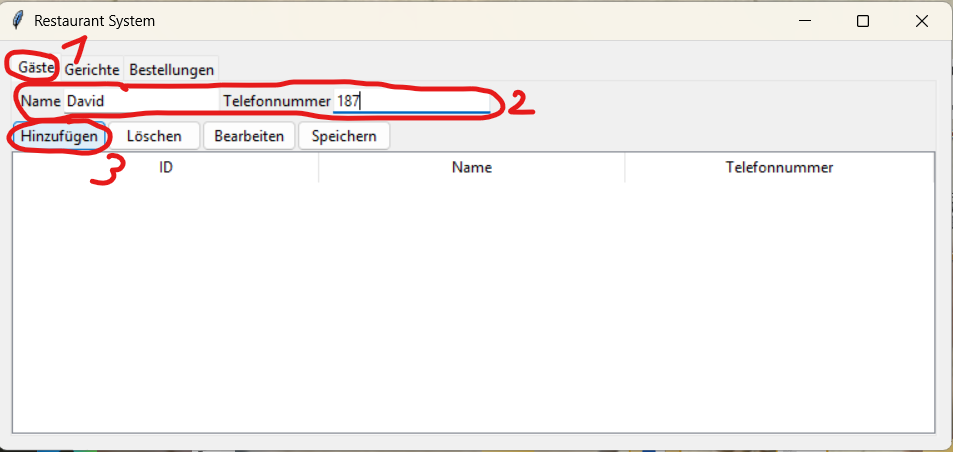 Restaurant System
1
Gäste Gerichte Bestellungen
Name David Telefonnummer 187 2
Hinzufügen Löschen Bearbeiten Speichern
3
ID Name Telefonnummer